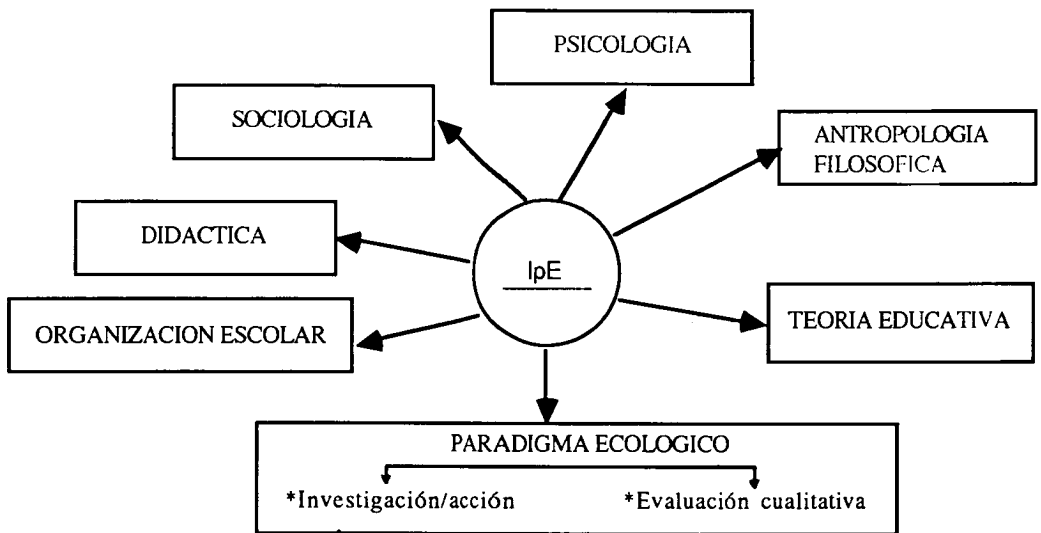 PSICOLOGIA
SOCIOLOGIA
ANTROPOLOGIA
FILOSOFICA
DIDACTICA
IpE
ORGANIZACION ESCOLAR
TEORIA EDUCATIVA
PARADIGMA ECOLOGICO
*Investigación/acción *Evaluación cualitativa